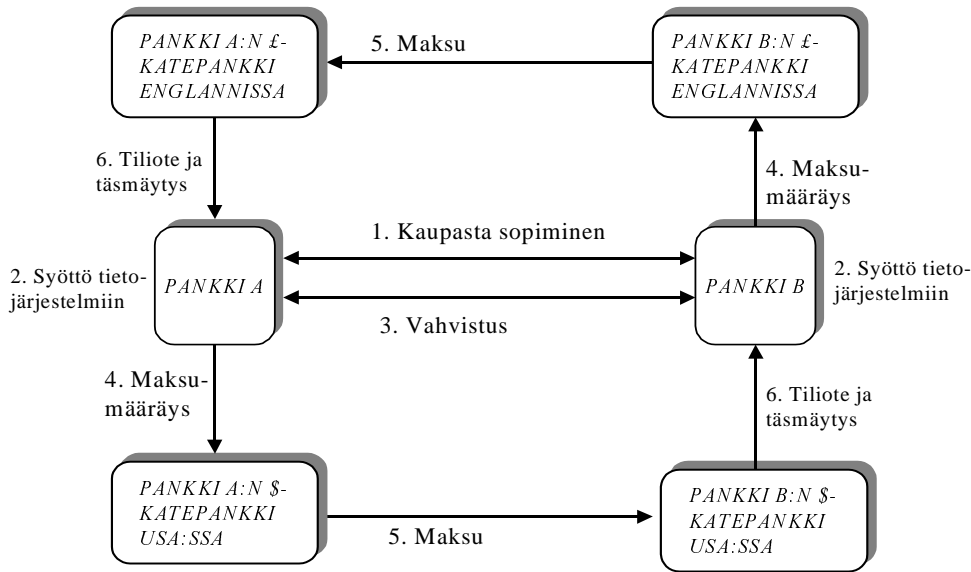 PANKKI A:N £-
KATEPANKKI
ENGLANNISSA
5. Maksu
PANKKI B:N £-
KATEPANKKI
ENGLANNISSA
6. Tiliote ja
täsmäytys
4. Maksu-
määräys
1. Kaupasta sopiminen
2. Syöttö tieto-
järjestelmiin
PANKKI A
PANKKI B
2. Syöttö tieto-
järjestelmiin
3. Vahvistus
4. Maksu-
määräys
6. Tiliote ja
täsmäytys
PANKKI A:N $-
KATEPANKKI
USA:SSA
5. Maksu
PANKKI B:N $-
KATEPANKKI
USA:SSA